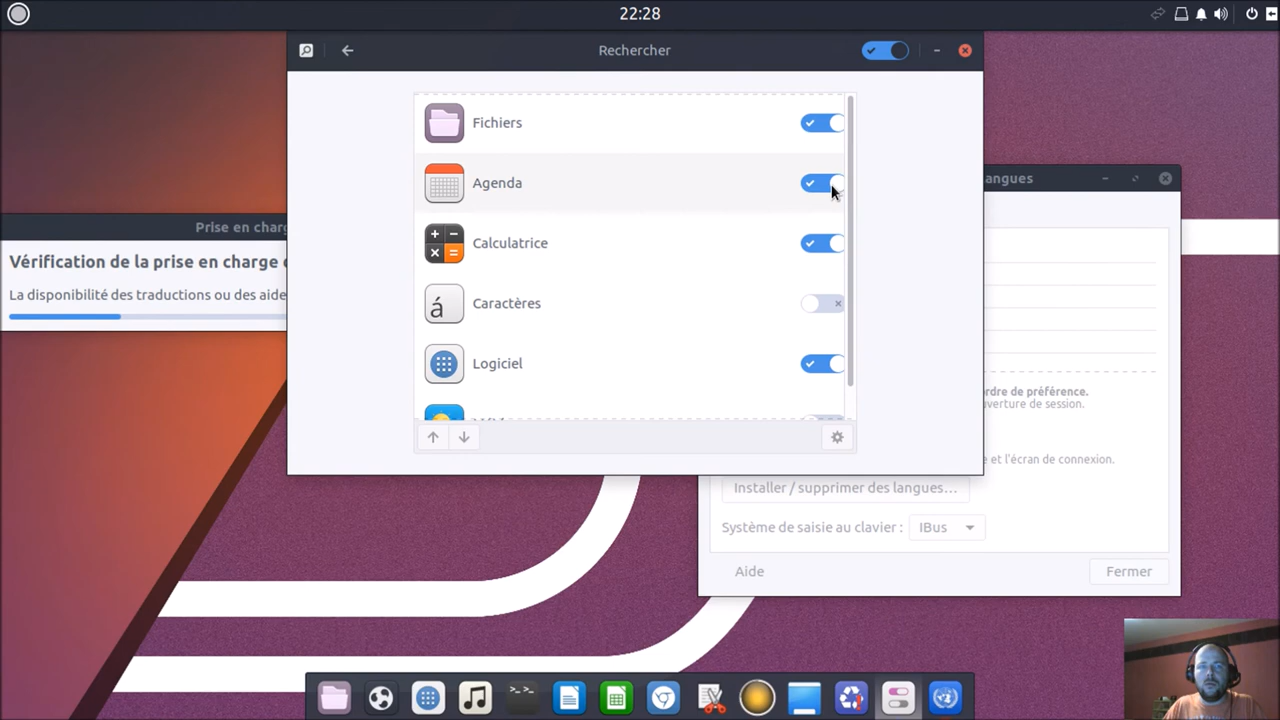 22:28
Rechercher
Fichiers
Agenda
Calculatrice
Caractères
á
Logiciel
Prise en charg
Vérification de la prise en charge
La disponibilité des traductions ou des aide
angues
ordre de préférence.
uverture de session.
e et l'écran de connexion.
Installer / supprimer des langues...
Système de saisie au clavier :
IBus
Aide
Fermer